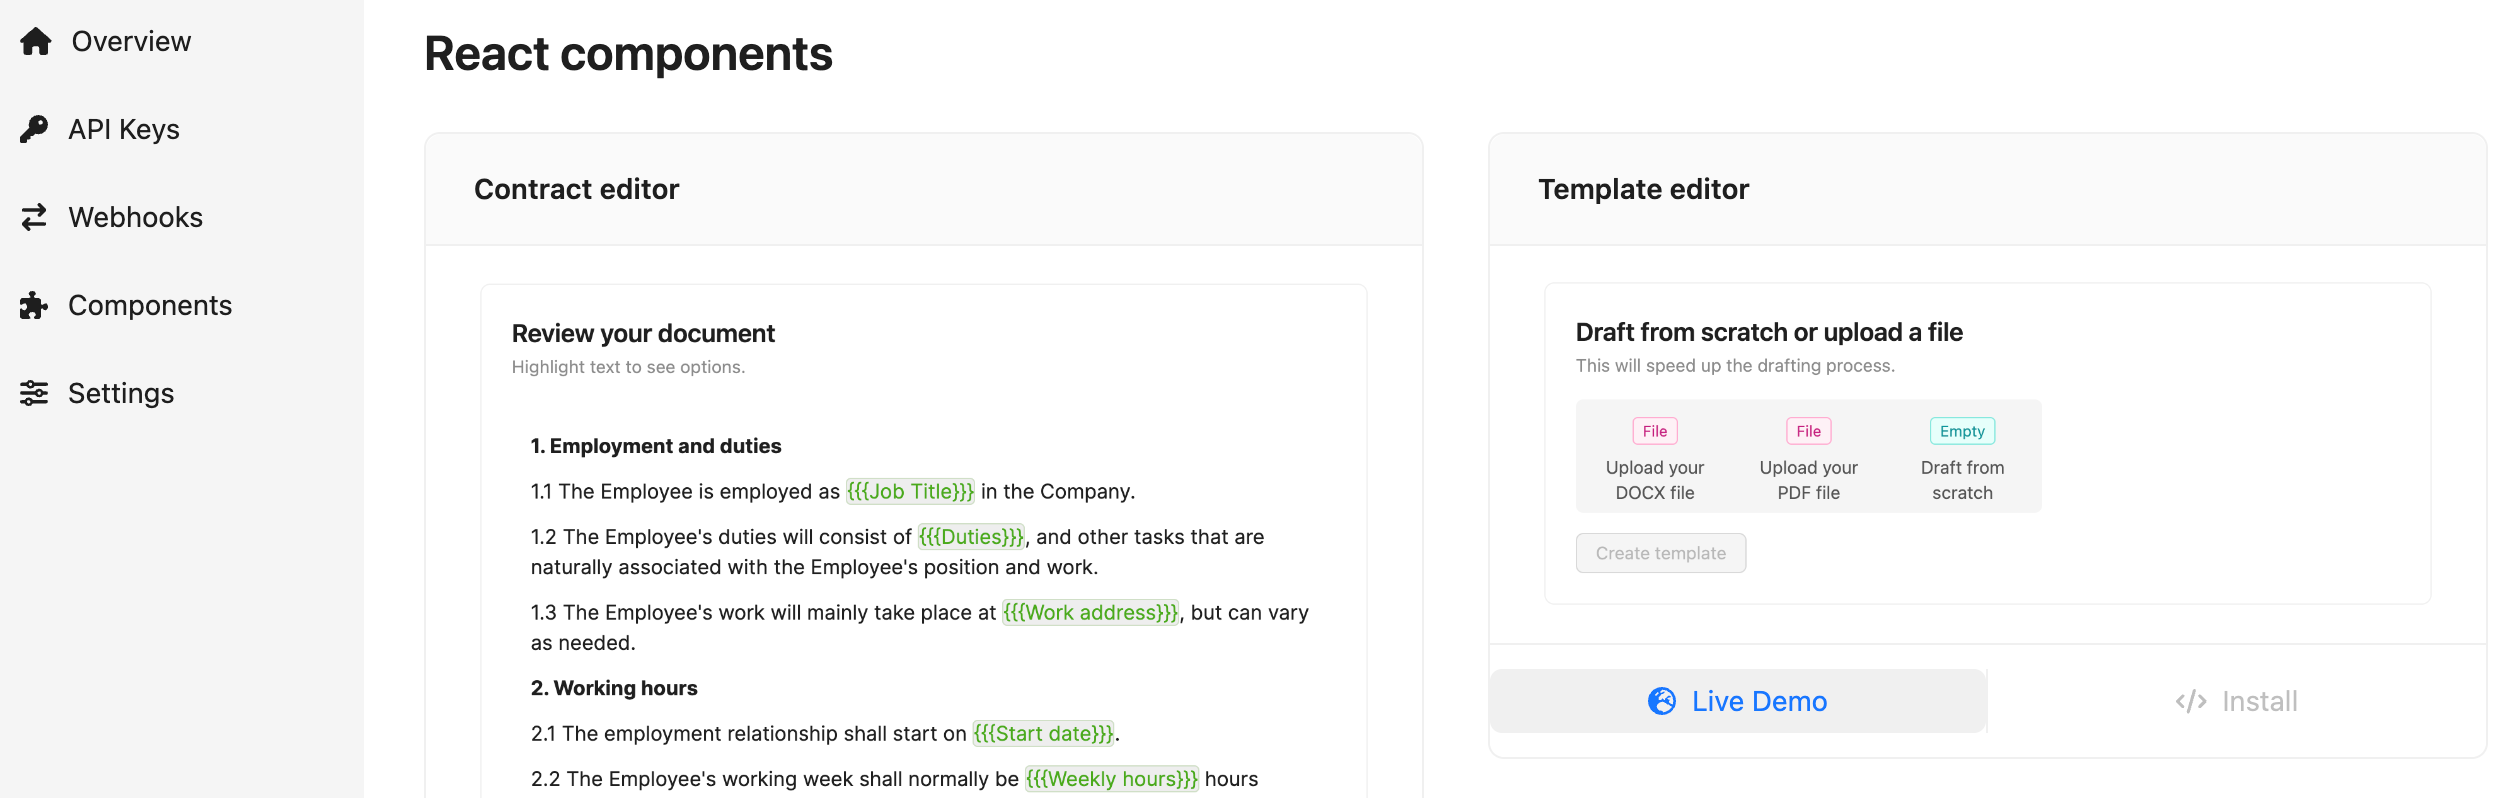 Overview
API Keys
Webhooks
Components
Settings
React components
Contract editor
Review your document
Highlight text to see options.
1. Employment and duties
1.1 The Employee is employed as {{{Job Title}}} in the Company.
1.2 The Employee's duties will consist of {{{Duties}}}, and other tasks that are
naturally associated with the Employee's position and work.
1.3 The Employee's work will mainly take place at {{{Work address}}}, but can vary
as needed.
2. Working hours
2.1 The employment relationship shall start on {{{Start date}}}.
2.2 The Employee's working week shall normally be {{{Weekly hours}}} hours
Template editor
Draft from scratch or upload a file
This will speed up the drafting process.
File
Upload your
DOCX file
File
Upload your
PDF file
Empty
Draft from
scratch
Create template
Live Demo
</> Install